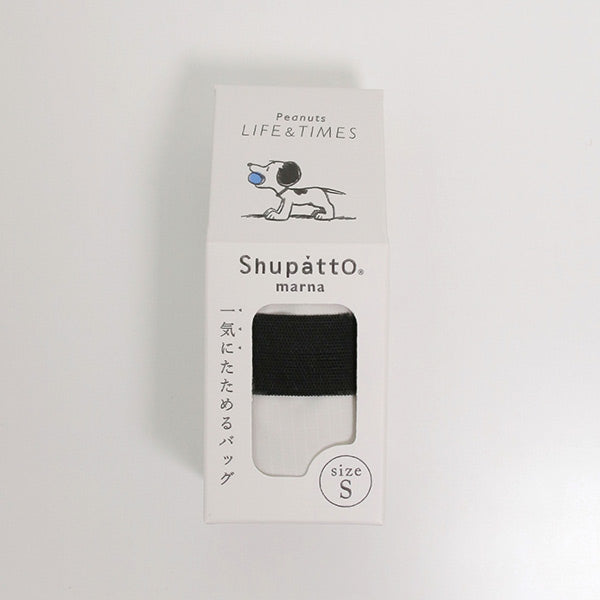 Peanuts
LIFE & TIMES
Shupatto®
marna
一気にたためるバッグ
size
S